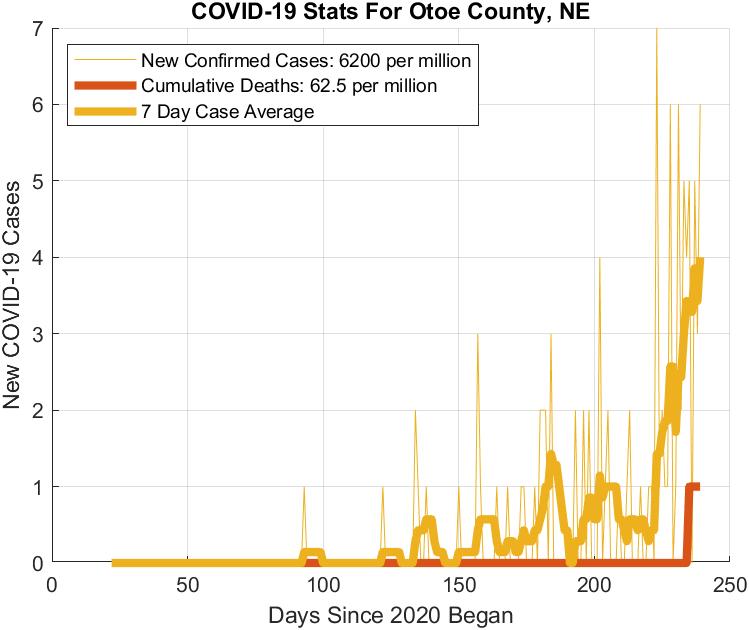 COVID-19 Stats For Otoe County, NE
7
6
5
4
3
2
1
0
New COVID-19 Cases
New Confirmed Cases: 6200 per million
Cumulative Deaths: 62.5 per million
7 Day Case Average
0 50 100 150 200 250
Days Since 2020 Began